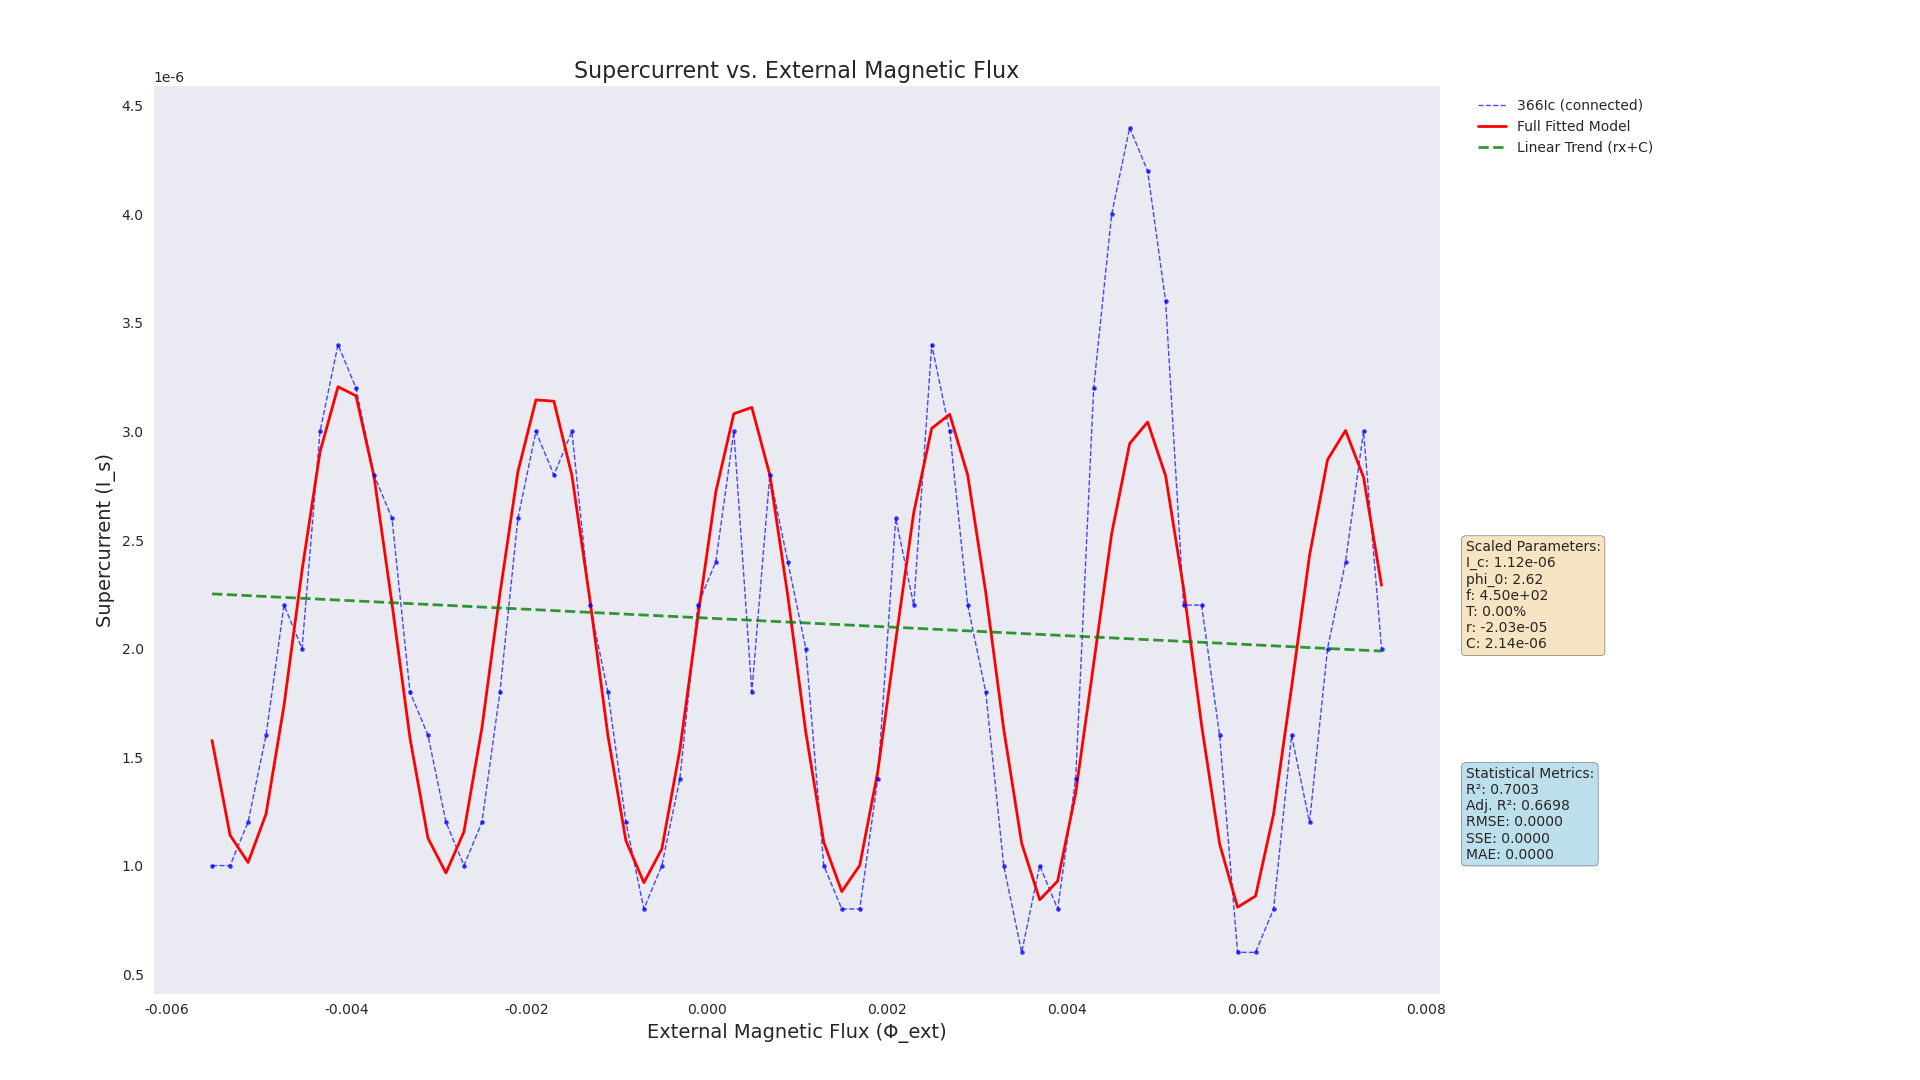 Supercurrent vs. External Magnetic Flux
1e-6
4.5
4.0
3.5
3.0
2.5
2.0
1.5
1.0
0.5
Supercurrent (I_s)
-0.006
-0.004
-0.002
0.000
0.002
0.004
0.006
0.008
External Magnetic Flux (Φ_ext)
366Ic (connected)
Full Fitted Model
Linear Trend (rx+C)
Scaled Parameters:
I_c: 1.12e-06
phi_0: 2.62
f: 4.50e+02
T: 0.00%
r: -2.03e-05
C: 2.14e-06
Statistical Metrics:
R²: 0.7003
Adj. R²: 0.6698
RMSE: 0.0000
SSE: 0.0000
MAE: 0.0000